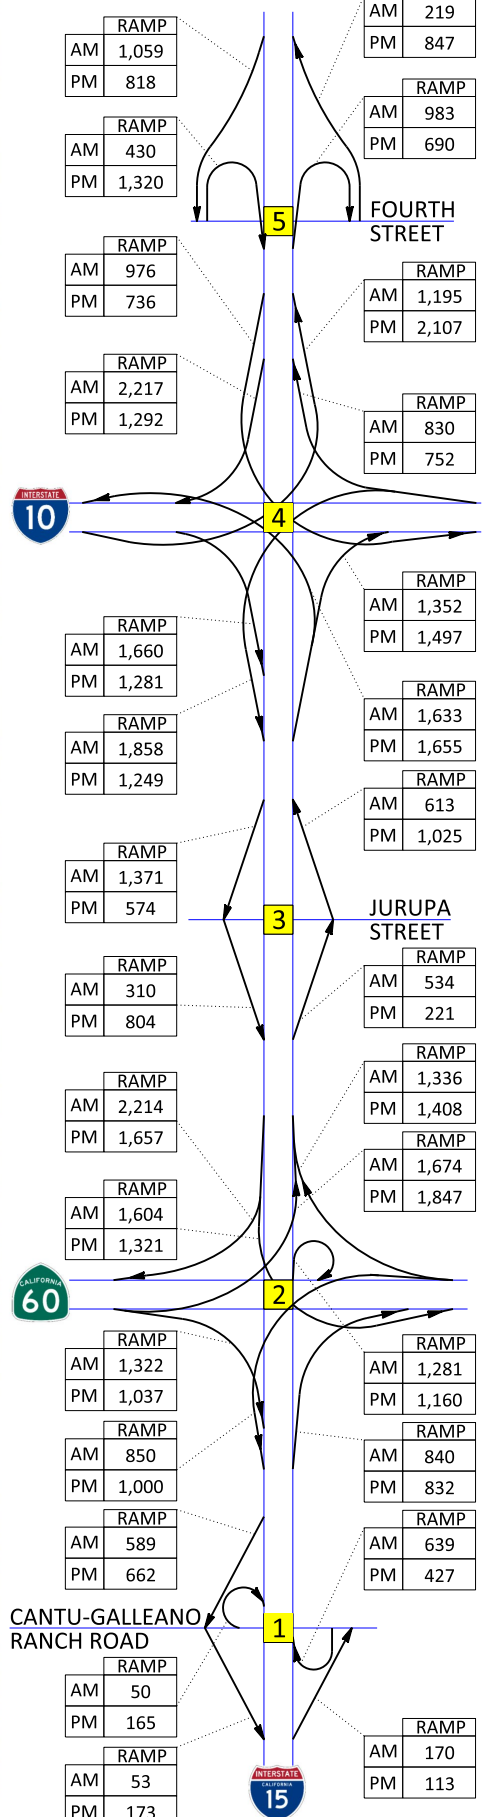 RAMP
AM 1,059
PM 818
AM 219
PM 847
RAMP
AM 430
PM 1,320
RAMP
AM 983
PM 690
5
FOURTH
STREET
RAMP
AM 976
PM 736
RAMP
AM 1,195
PM 2,107
RAMP
AM 2,217
PM 1,292
RAMP
AM 830
PM 752
INTERSTATE
10
4
RAMP
AM 1,352
PM 1,497
RAMP
AM 1,660
PM 1,281
RAMP
AM 1,633
PM 1,655
RAMP
AM 1,858
PM 1,249
RAMP
AM 613
PM 1,025
RAMP
AM 1,371
PM 574
3
JURUPA
STREET
RAMP
AM 310
PM 804
RAMP
AM 534
PM 221
RAMP
AM 1,336
PM 1,408
RAMP
AM 2,214
PM 1,657
RAMP
AM 1,674
PM 1,847
RAMP
AM 1,604
PM 1,321
CALIFORNIA
60
2
RAMP
AM 1,322
PM 1,037
RAMP
AM 1,281
PM 1,160
RAMP
AM 850
PM 1,000
RAMP
AM 840
PM 832
RAMP
AM 589
PM 662
RAMP
AM 639
PM 427
CANTU-GALLEANO
RANCH ROAD
1
RAMP
AM 50
PM 165
RAMP
AM 170
PM 113
RAMP
AM 53
PM 173
INTERSTATE
CALIFORNIA
15